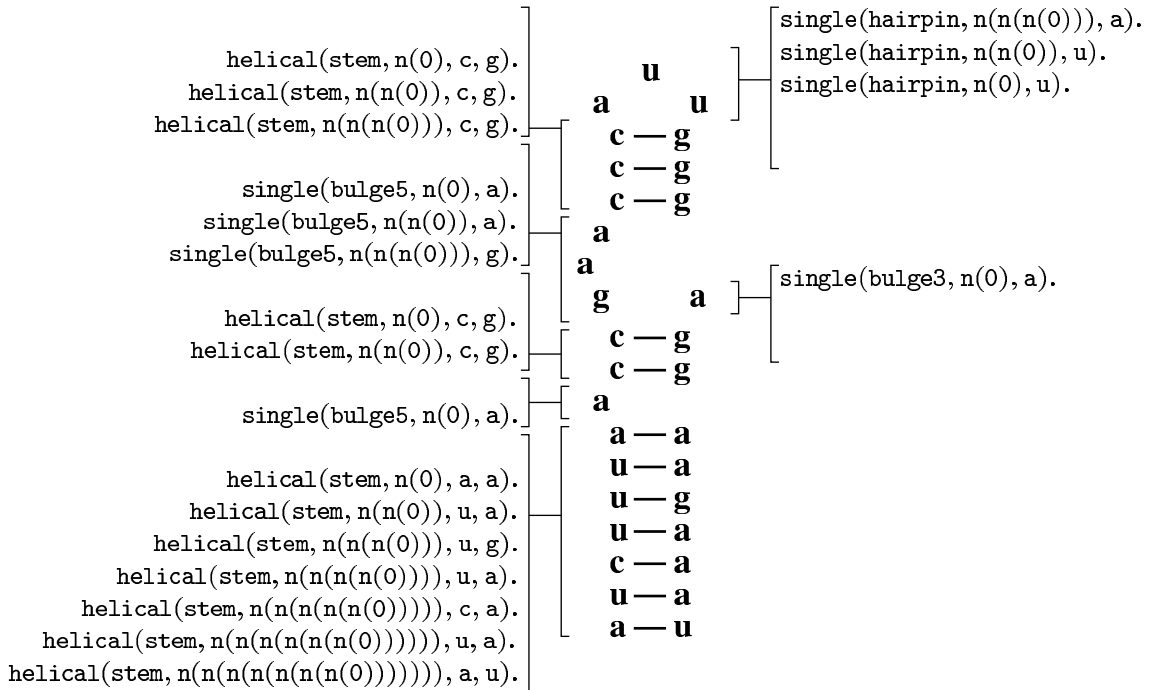 helical(stem, n(0), c, g).
helical(stem, n(n(0)), c, g).
helical(stem, n(n(n(0))), c, g).
single(bulge5, n(0), a).
single(bulge5, n(n(0)), a).
single(bulge5, n(n(n(0))), g).
helical(stem, n(0), c, g).
helical(stem, n(n(0)), c, g).
single(bulge5, n(0), a).
helical(stem, n(0), a, a).
helical(stem, n(n(0)), u, a).
helical(stem, n(n(n(0))), u, g).
helical(stem, n(n(n(n(0)))), u, a).
helical(stem, n(n(n(n(n(0))))), c, a).
helical(stem, n(n(n(n(n(n(0)))))), u, a).
helical(stem, n(n(n(n(n(n(n(0))))))), a, u).
u
a u
c — g
c — g
c — g
a
a
g a
c — g
c — g
a
a — a
u — a
u — g
u — a
c — a
u — a
a — u
single(hairpin, n(n(n(0))), a).
single(hairpin, n(n(0)), u).
single(hairpin, n(0), u).
single(bulge3, n(0), a).